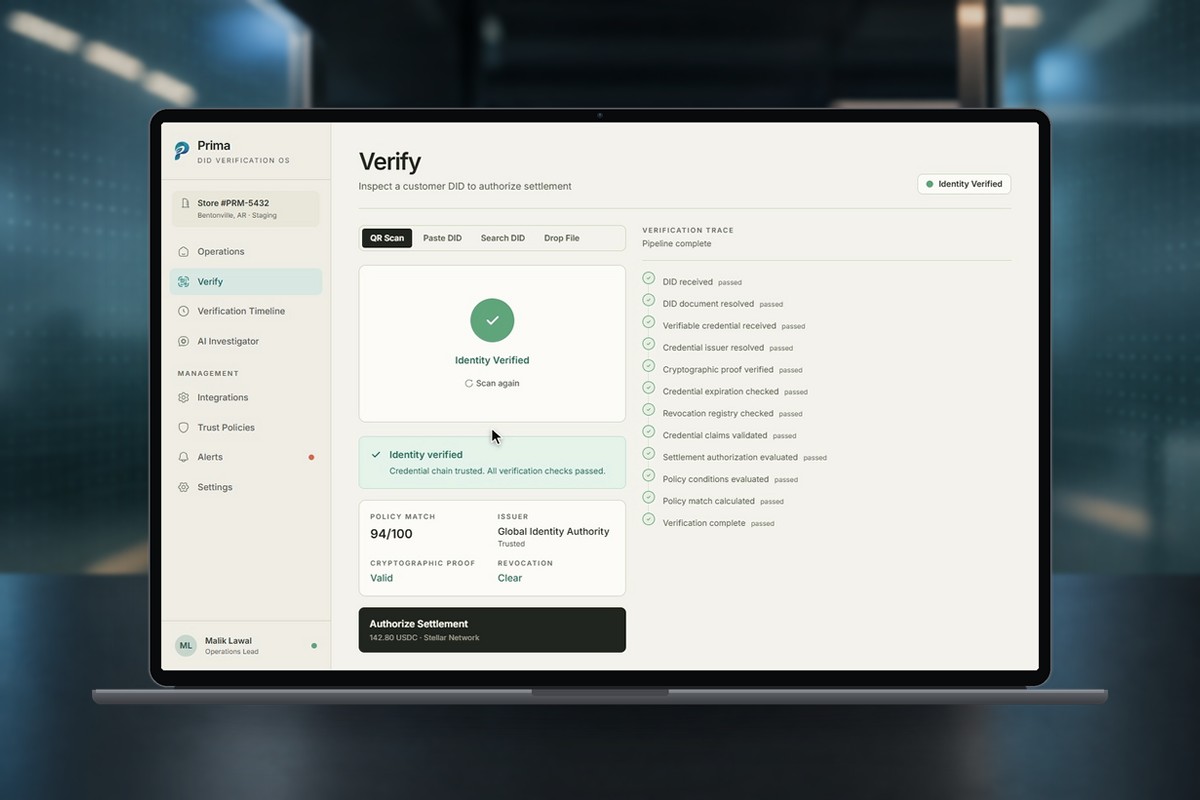 Prima
DID VERIFICATION OS
Store #PRM-5432
Bentonville, AR · Staging
Operations
Verify
Verification Timeline
AI Investigator
MANAGEMENT
Integrations
Trust Policies
Alerts
Settings
ML
Malik Lawal
Operations Lead
Verify
Inspect a customer DID to authorize settlement
Identity Verified
QR Scan Paste DID Search DID Drop File
Identity Verified
Scan again
Identity verified
Credential chain trusted. All verification checks passed.
POLICY MATCH
94/100
ISSUER
Global Identity Authority
Trusted
CRYPTOGRAPHIC PROOF
Valid
REVOCATION
Clear
Authorize Settlement
142.80 USDC · Stellar Network
VERIFICATION TRACE
Pipeline complete
DID received passed
DID document resolved passed
Verifiable credential received passed
Credential issuer resolved passed
Cryptographic proof verified passed
Credential expiration checked passed
Revocation registry checked passed
Credential claims validated passed
Settlement authorization evaluated passed
Policy conditions evaluated passed
Policy match calculated passed
Verification complete passed